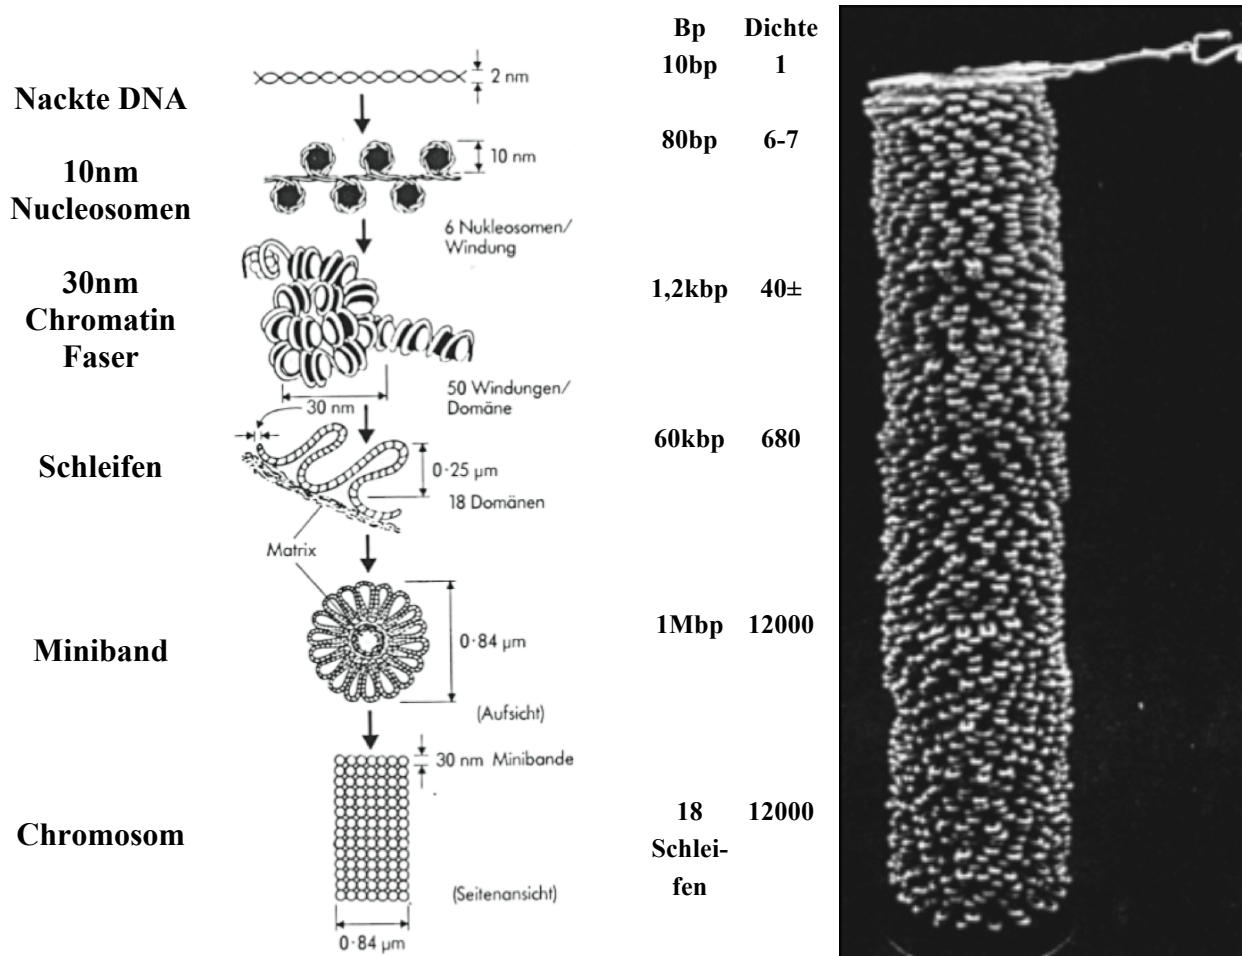 Bp Dichte
10bp 1
2 nm
Nackte DNA
80bp 6-7
10 nm
10nm
Nucleosomen
6 Nukleosomen/
Windung
30nm
Chromatin
Faser
1,2kbp 40±
50 Windungen/
Domäne
30 nm
Schleifen
60kbp 680
0·25 µm
18 Domänen
Matrix
Miniband
1Mbp 12000
0·84 µm
(Aufsicht)
30 nm Minibande
Chromosom
18 12000
Schlei-
fen
(Seitenansicht)
0·84 µm